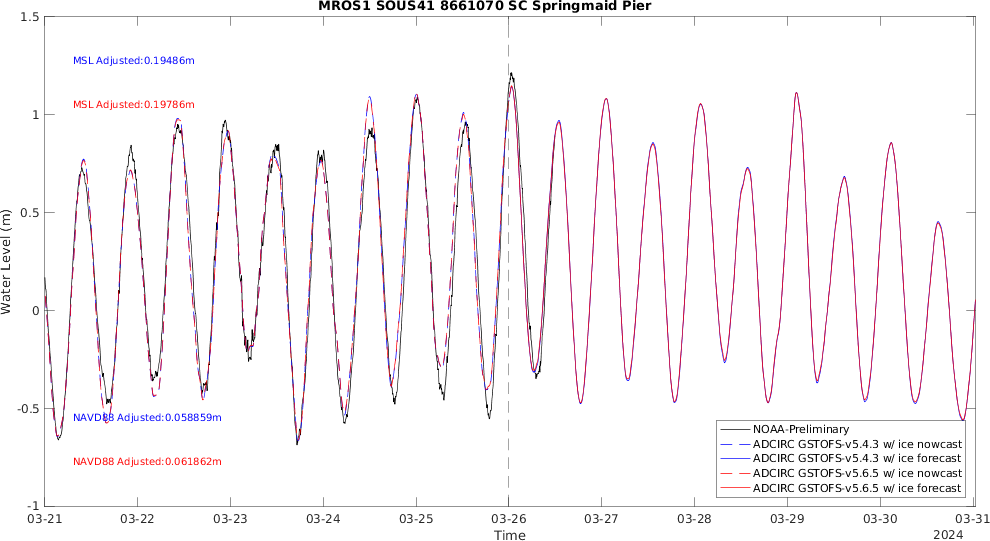 MROS1 SOUS41 8661070 SC Springmaid Pier
1.5
MSL Adjusted:0.19486m
MSL Adjusted:0.19786m
1
0.5
Water Level (m)
0
-0.5
NAVD88 Adjusted:0.058859m
NAVD88 Adjusted:0.061862m
-1
NOAA-Preliminary
ADCIRC GSTOFS-v5.4.3 w/ ice nowcast
ADCIRC GSTOFS-v5.4.3 w/ ice forecast
ADCIRC GSTOFS-v5.6.5 w/ ice nowcast
ADCIRC GSTOFS-v5.6.5 w/ ice forecast
03-21 03-22 03-23 03-24 03-25 03-26 03-27 03-28 03-29 03-30 03-31
Time
2024